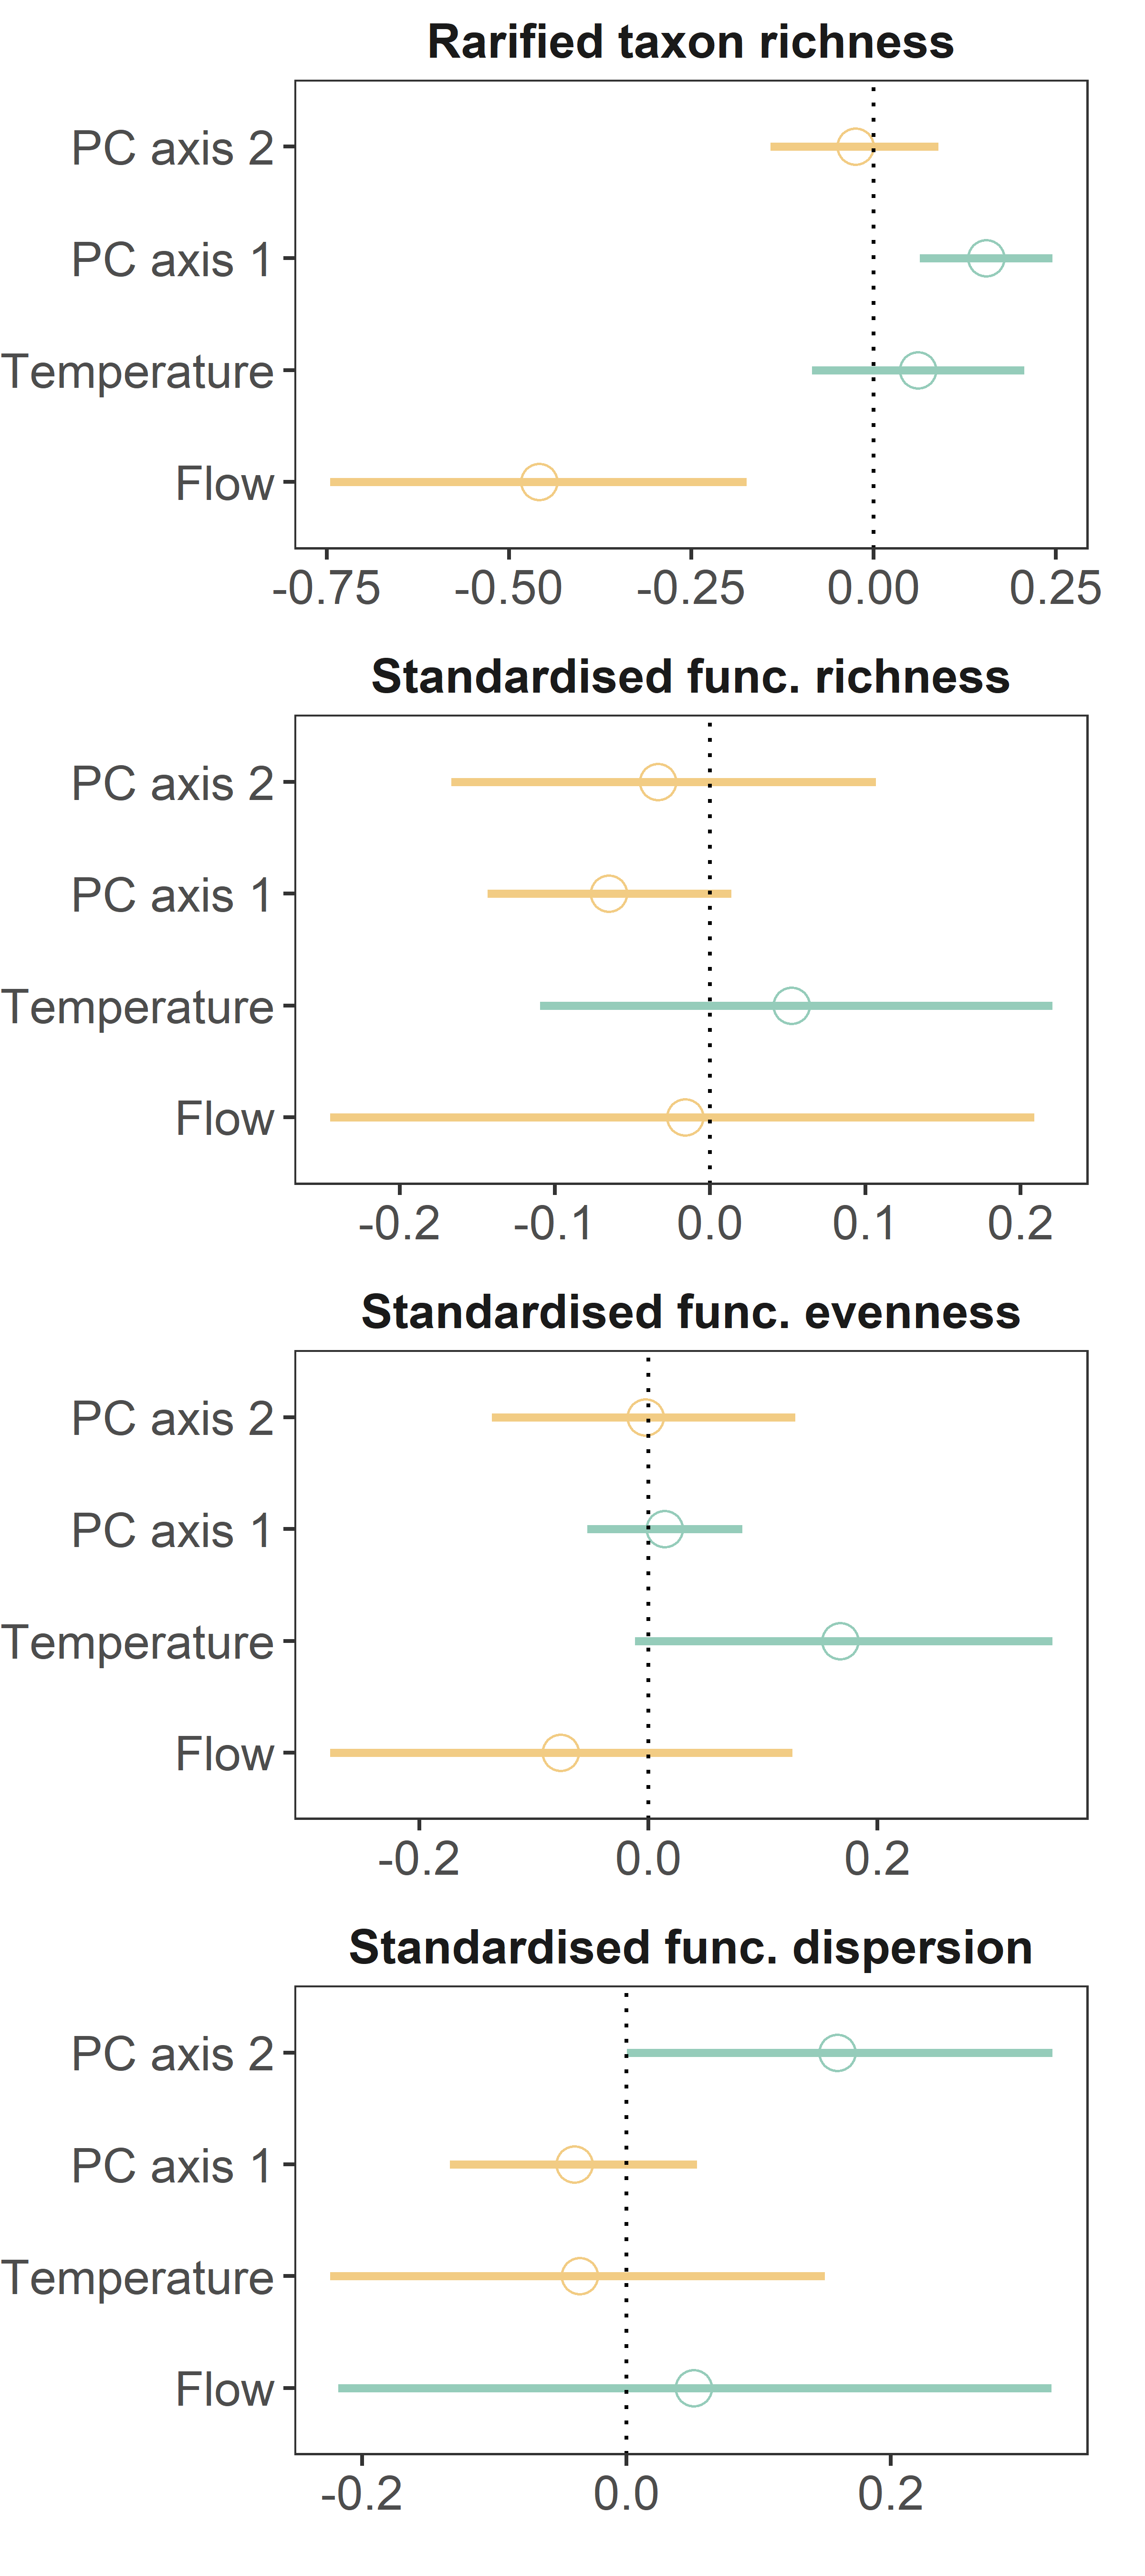 Rarified taxon richness
PC axis 2
PC axis 1
Temperature
Flow
-0.75 -0.50 -0.25 0.00 0.25
Standardised func. richness
PC axis 2
PC axis 1
Temperature
Flow
-0.2 -0.1 0.0 0.1 0.2
Standardised func. evenness
PC axis 2
PC axis 1
Temperature
Flow
-0.2 0.0 0.2
Standardised func. dispersion
PC axis 2
PC axis 1
Temperature
Flow
-0.2 0.0 0.2